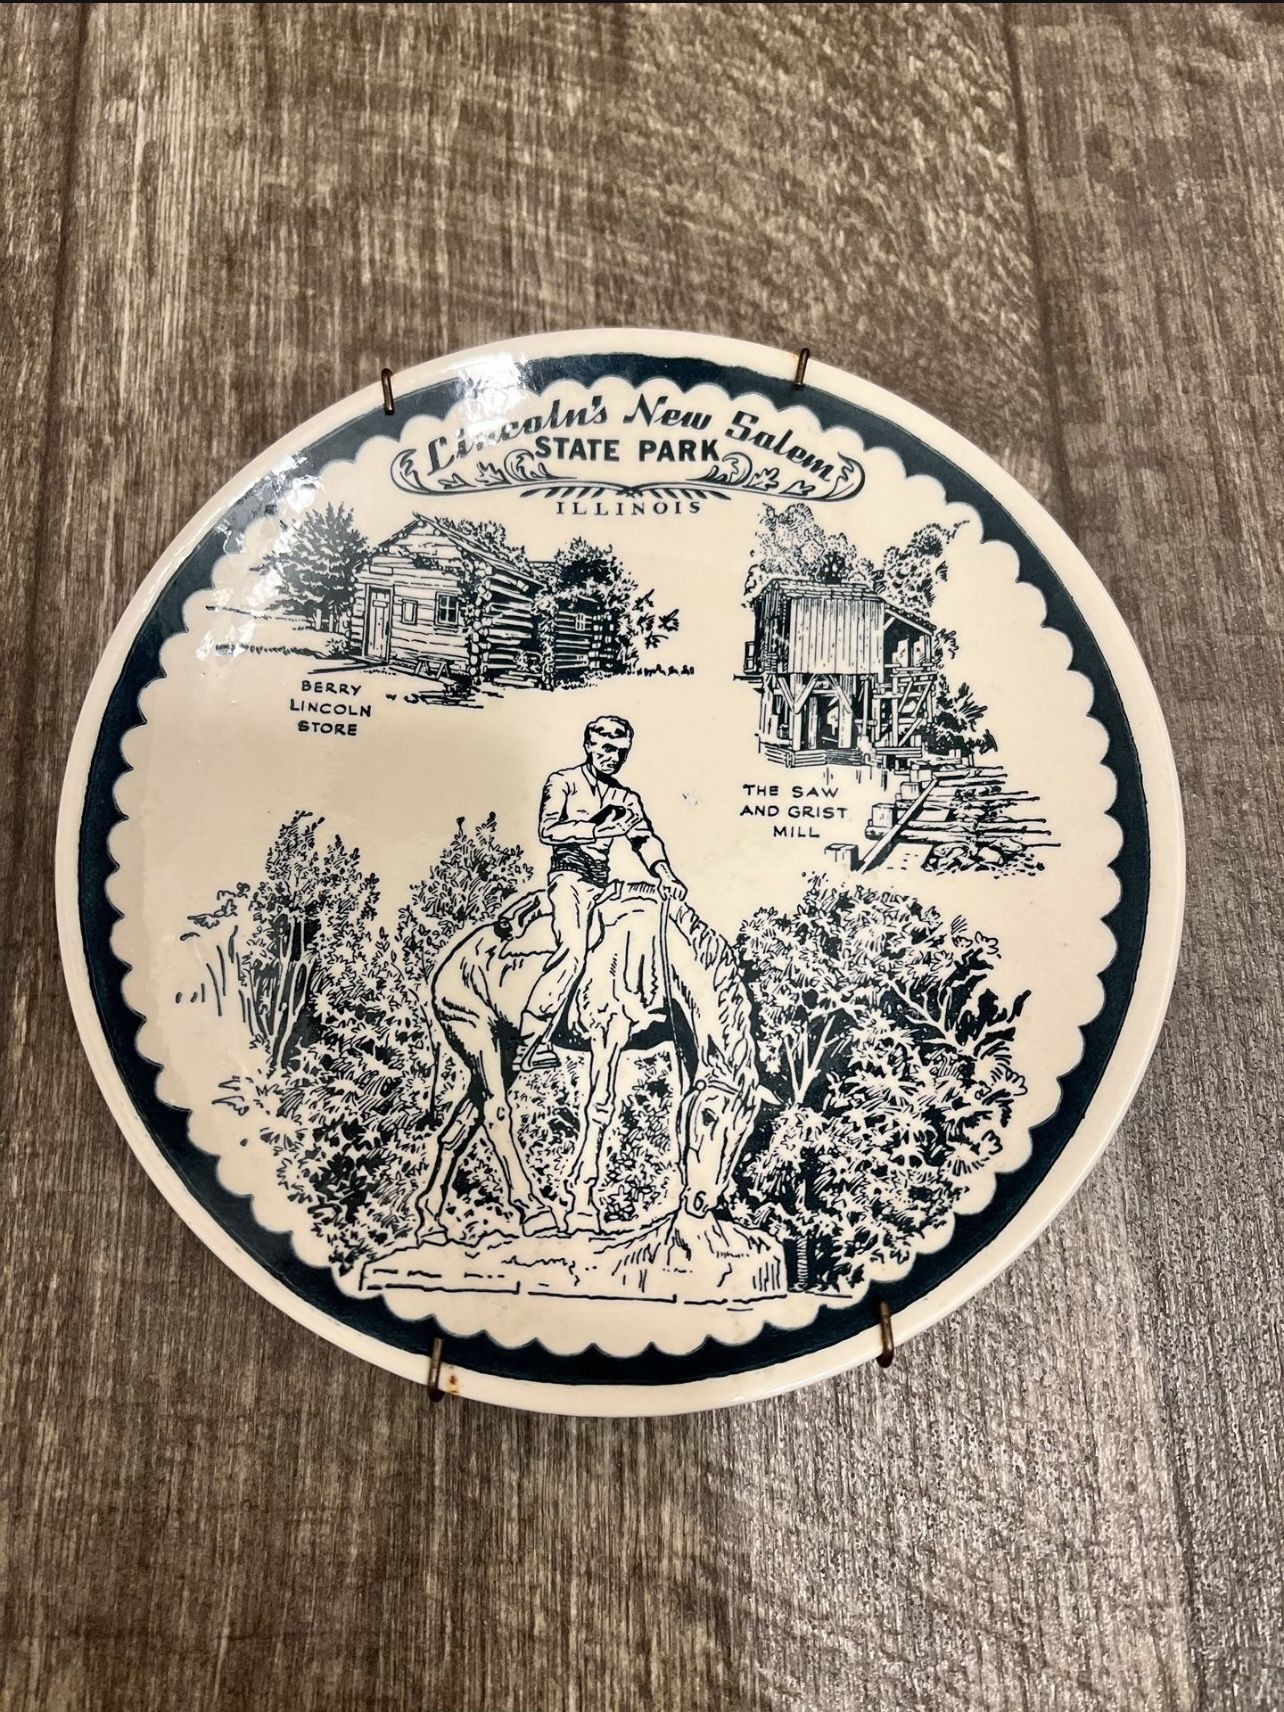 Lincoln's New Salem
STATE PARK
ILLINOIS
BERRY
LINCOLN
STORE
THE SAW
AND GRIST
MILL